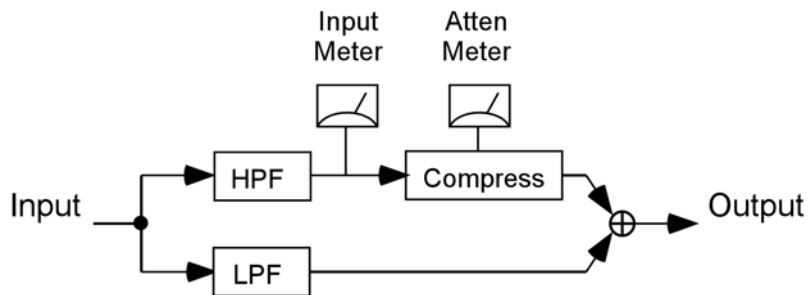 Input
Meter
Atten
Meter
HPF
Compress
Input
Output
LPF